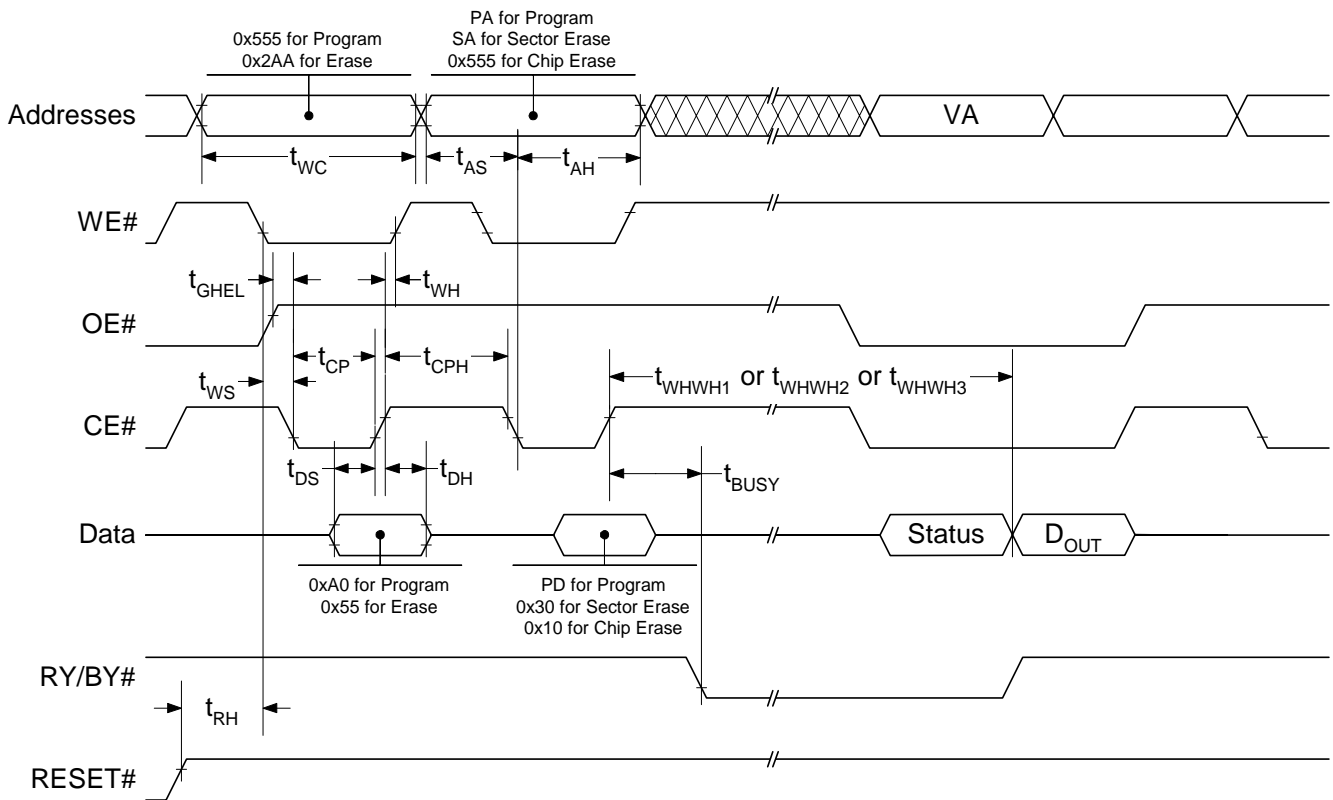 PA for Program
0x555 for Program SA for Sector Erase
0x2AA for Erase 0x555 for Chip Erase
Addresses VA
tWC tAS tAH
WE#
tGHEL tWH
OE#
tCP tCPH
tWS tWHWH1 or tWHWH2 or tWHWH3
CE#
tDS tDH tBUSY
Data Status DOUT
0xA0 for Program PD for Program
0x55 for Erase 0x30 for Sector Erase
0x10 for Chip Erase
RY/BY#
tRH
RESET#